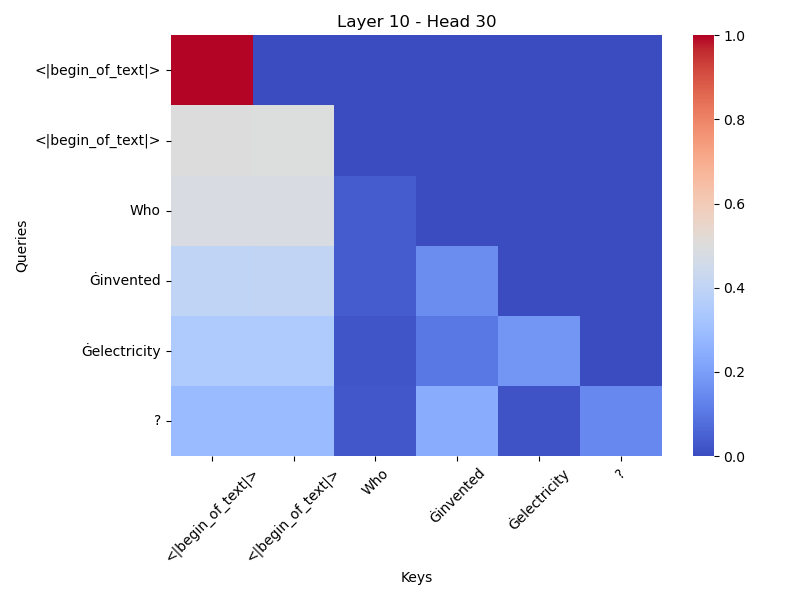 Layer 10 - Head 30
<|begin_of_text|>
<|begin_of_text|>
Who
Ġinvented
Ġelectricity
?
Queries
<|begin_of_text|>
<|begin_of_text|>
Who
Ġinvented
Ġelectricity
?
Keys
1.0
0.8
0.6
0.4
0.2
0.0